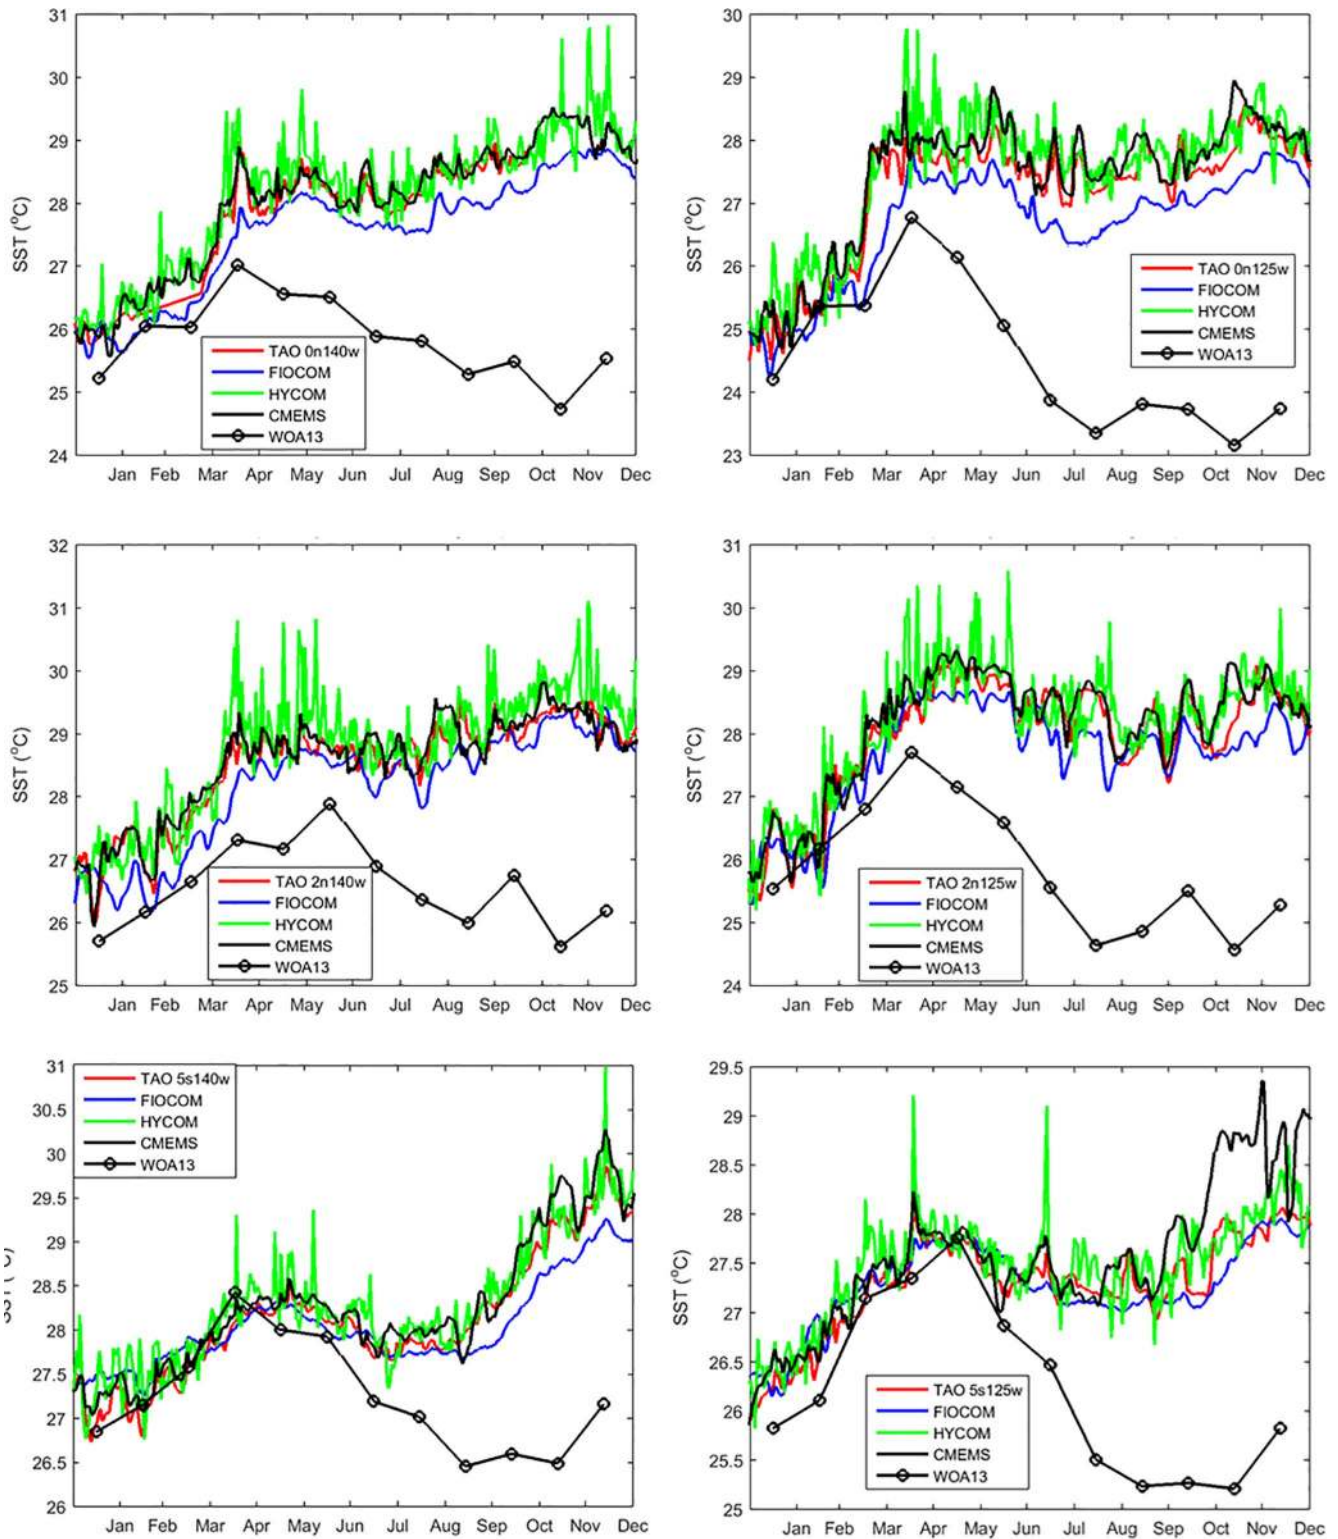 31
30
29
28
27
26
25
24
SST (°C)
TAO 0n140w
FIOCOM
HYCOM
CMEMS
WOA13
Jan Feb Mar Apr May Jun Jul Aug Sep Oct Nov Dec
30
29
28
27
26
25
24
23
SST (°C)
TAO 0n125w
FIOCOM
HYCOM
CMEMS
WOA13
Jan Feb Mar Apr May Jun Jul Aug Sep Oct Nov Dec
32
31
30
29
28
27
26
25
SST (°C)
TAO 2n140w
FIOCOM
HYCOM
CMEMS
WOA13
Jan Feb Mar Apr May Jun Jul Aug Sep Oct Nov Dec
31
30
29
28
27
26
25
24
SST (°C)
TAO 2n125w
FIOCOM
HYCOM
CMEMS
WOA13
Jan Feb Mar Apr May Jun Jul Aug Sep Oct Nov Dec
31
30.5
30
29.5
29
28.5
28
27.5
27
26.5
26
SST (°C)
TAO 5s140w
FIOCOM
HYCOM
CMEMS
WOA13
Jan Feb Mar Apr May Jun Jul Aug Sep Oct Nov Dec
29.5
29
28.5
28
27.5
27
26.5
26
25.5
25
SST (°C)
TAO 5s125w
FIOCOM
HYCOM
CMEMS
WOA13
Jan Feb Mar Apr May Jun Jul Aug Sep Oct Nov Dec